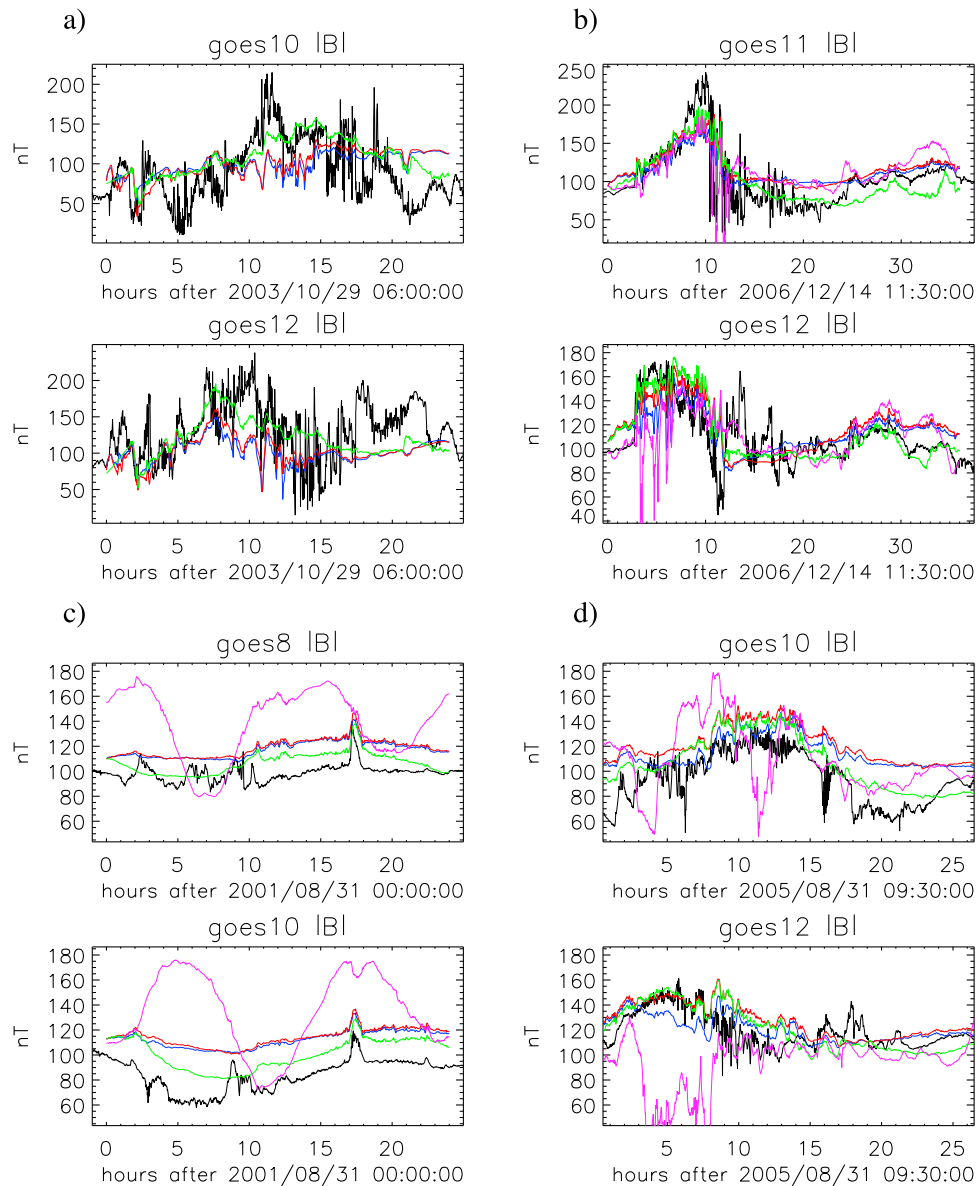 a)
goes10 |B|
200
150
100
50
nT
0 5 10 15 20
hours after 2003/10/29 06:00:00
goes12 |B|
200
150
100
50
nT
0 5 10 15 20
hours after 2003/10/29 06:00:00
b)
goes11 |B|
250
200
150
100
50
nT
0 10 20 30
hours after 2006/12/14 11:30:00
goes12 |B|
180
160
140
120
100
80
60
40
nT
0 10 20 30
hours after 2006/12/14 11:30:00
c)
goes8 |B|
180
160
140
120
100
80
60
nT
0 5 10 15 20
hours after 2001/08/31 00:00:00
goes10 |B|
180
160
140
120
100
80
60
nT
0 5 10 15 20
hours after 2001/08/31 00:00:00
d)
goes10 |B|
180
160
140
120
100
80
60
nT
5 10 15 20 25
hours after 2005/08/31 09:30:00
goes12 |B|
180
160
140
120
100
80
60
nT
5 10 15 20 25
hours after 2005/08/31 09:30:00